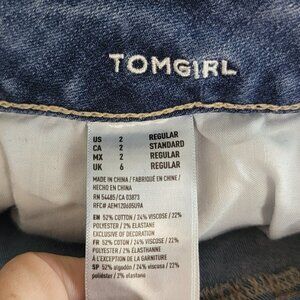 TOMGIRL
US 2 REGULAR
CA 2 STANDARD
MX 2 REGULAR
UK 6 REGULAR
MADE IN CHINA / FABRIQUÉ EN CHINE /
HECHO EN CHINA
RN 54485 / CA 03873
EN 52% COTTON / 24% VISCOSE / 22%
POLYESTER / 2% ELASTANE
EXCLUSIVE OF DECORATION
FR 52% COTON / 24% VISCOSE / 22%
POLYESTER / 2% ÉLASTHANNE
À L'EXCEPTION DE LA GARNITURE
SP 52% algodón / 24% viscosa / 22%
poliéster / 2% elastano